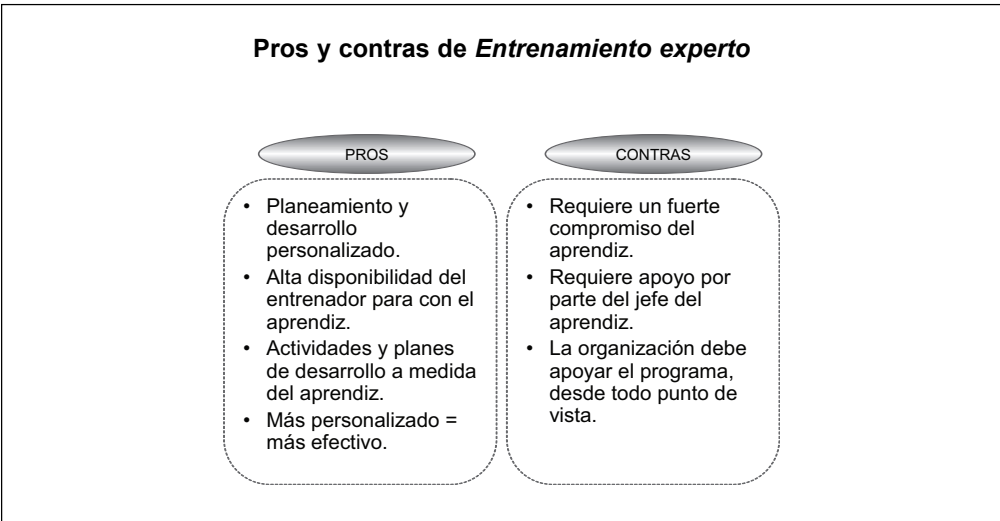 Pros y contras de Entrenamiento experto
PROS
• Planeamiento y
desarrollo
personalizado.
• Alta disponibilidad del
entrenador para con el
aprendiz.
• Actividades y planes
de desarrollo a medida
del aprendiz.
• Más personalizado =
más efectivo.
CONTRAS
• Requiere un fuerte
compromiso del
aprendiz.
• Requiere apoyo por
parte del jefe del
aprendiz.
• La organización debe
apoyar el programa,
desde todo punto de
vista.